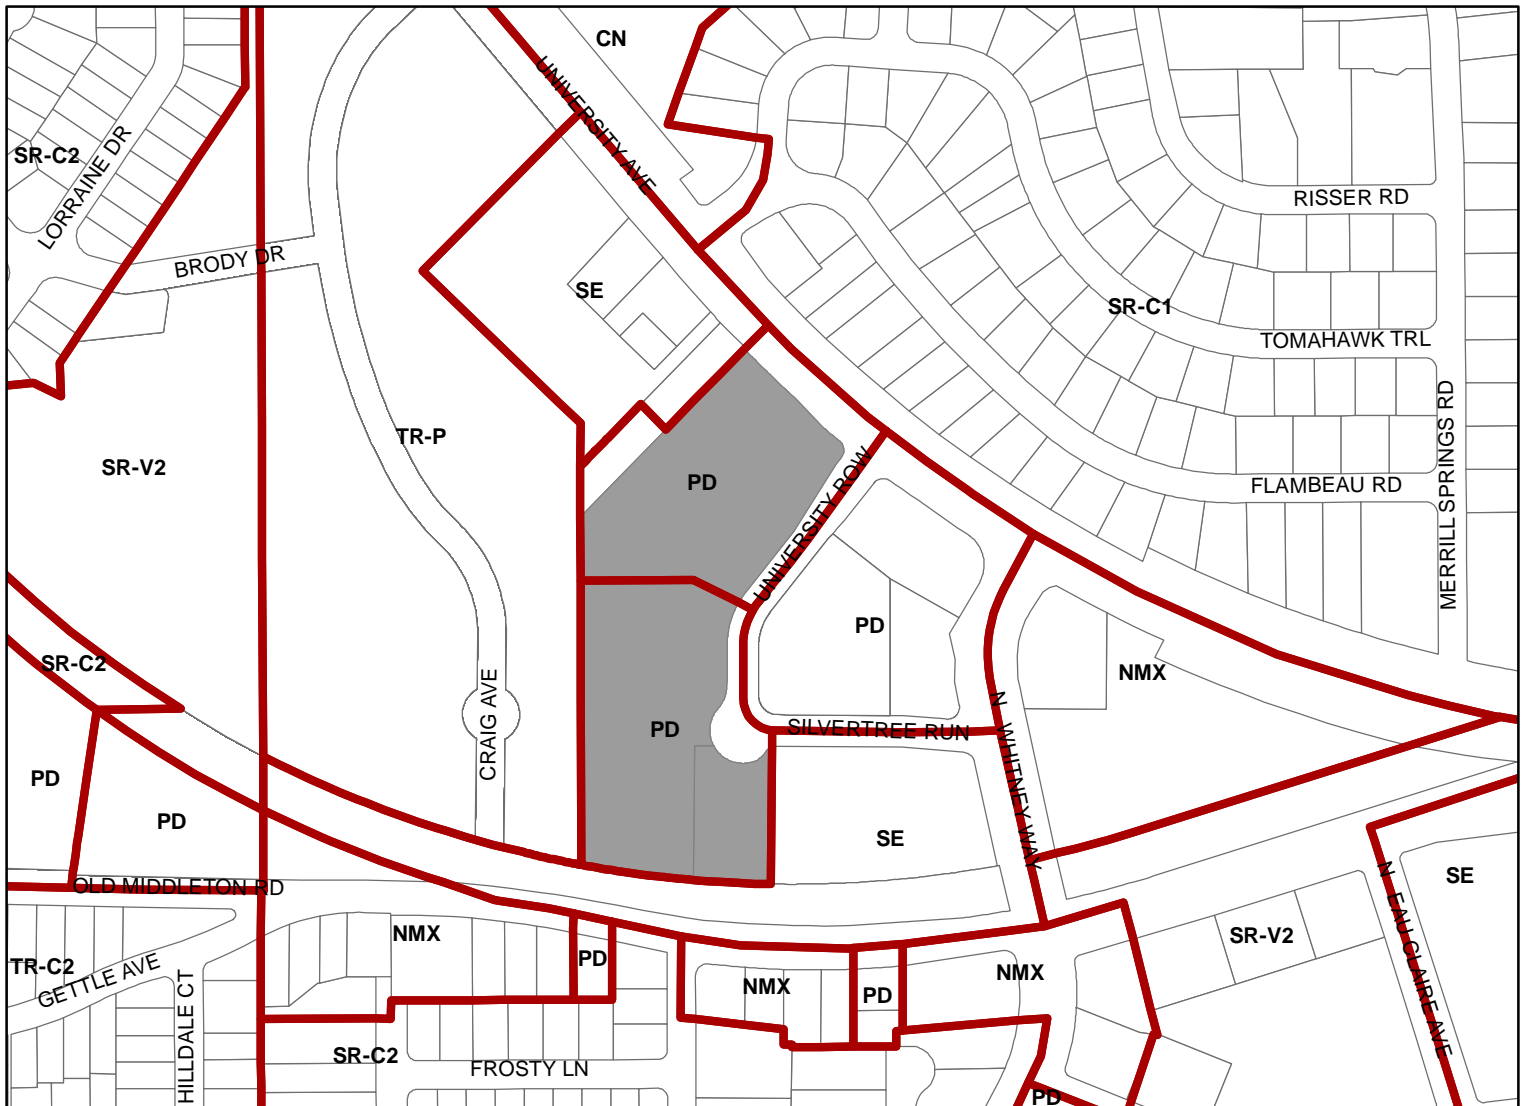 CN
UNIVERSITY AVE
SR-C2
LORRAINE DR
RISSER RD
BRODY DR
SE
SR-C1
TOMAHAWK TRL
MERRILL SPRINGS RD
TR-P
SR-V2
PD
FLAMBEAU RD
UNIVERSITY ROW
PD
SR-C2
NMX
CRAIG AVE
PD
SILVERTREE RUN
N WHITNEY WAY
PD
PD
SE
OLD MIDDLETON RD
N EAU CLAIRE AVE
SE
NMX
SR-V2
TR-C2
GETTLE AVE
PD
NMX
NMX
PD
HILLDALE CT
SR-C2
FROSTY LN
PD